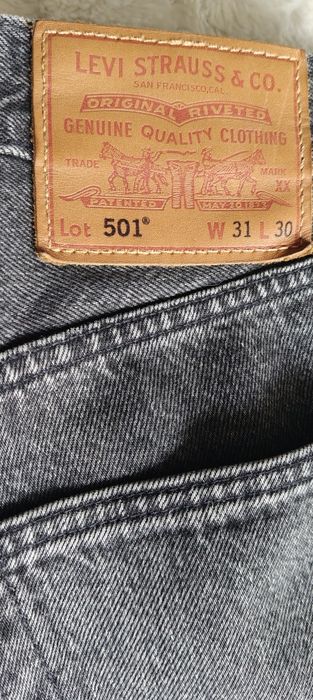 LEVI STRAUSS & CO.
SAN FRANCISCO, CAL.
ORIGINAL RIVETED
GENUINE QUALITY CLOTHING
TRADE MARK
XX
PATENTED MAY 20 1873
Lot 501® W 31 L 30